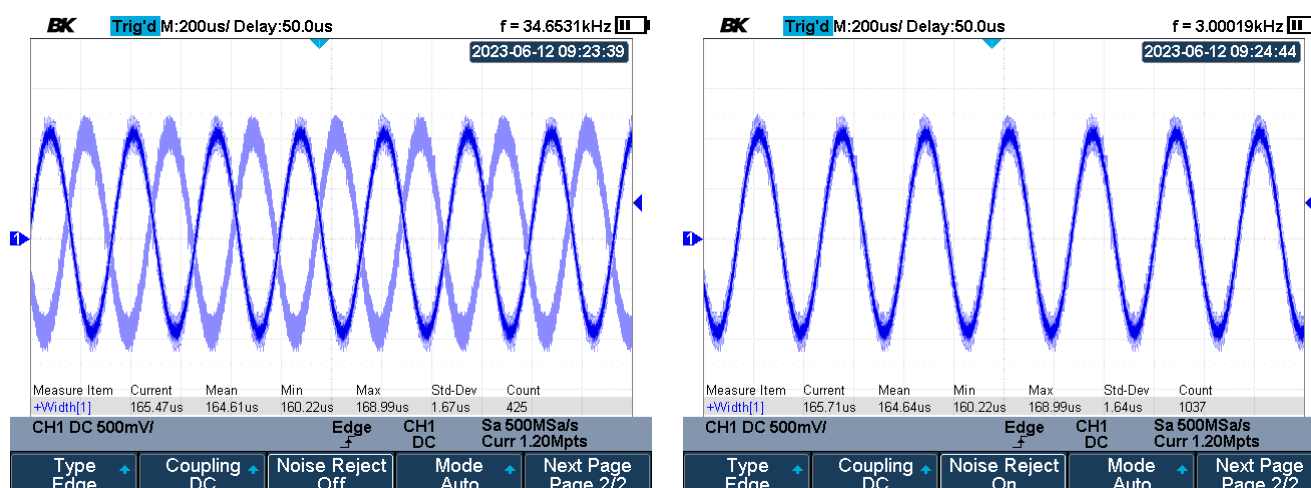 BK Trig'd M:200us/ Delay:50.0us f = 34.6531kHz
2023-06-12 09:23:39
1
Measure Item Current Mean Min Max Std-Dev Count
+Width[1] 165.47us 164.61us 160.22us 168.99us 1.67us 425
CH1 DC 500mV/ Edge CH1 Sa 500MSa/s
DC Curr 1.20Mpts
Type Coupling Noise Reject Mode Next Page
Edge DC Off Auto Page 2/2
BK Trig'd M:200us/ Delay:50.0us f = 3.00019kHz
2023-06-12 09:24:44
1
Measure Item Current Mean Min Max Std-Dev Count
+Width[1] 165.71us 164.64us 160.22us 168.99us 1.64us 1037
CH1 DC 500mV/ Edge CH1 Sa 500MSa/s
DC Curr 1.20Mpts
Type Coupling Noise Reject Mode Next Page
Edge DC On Auto Page 2/2